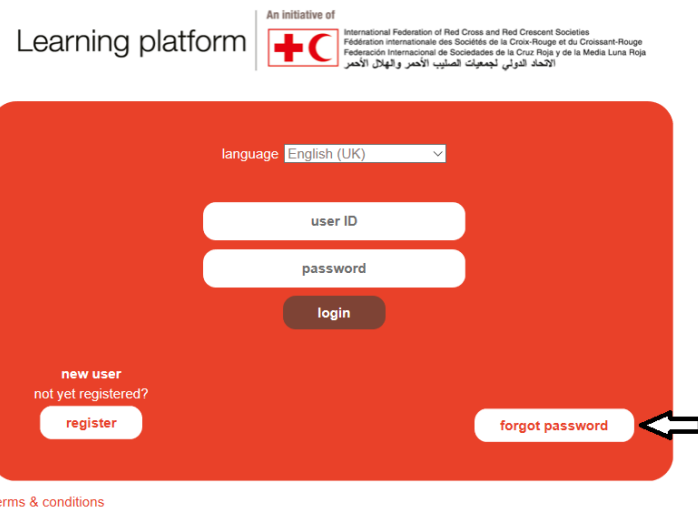 An initiative of
Learning platform
International Federation of Red Cross and Red Crescent Societies
Fédération internationale des Sociétés de la Croix-Rouge et du Croissant-Rouge
Federación Internacional de Sociedades de la Cruz Roja y de la Media Luna Roja
الاتحاد الدولي لجمعيات الصليب الأحمر والهلال الأحمر
language English (UK)
user ID
password
login
new user
not yet registered?
register
forgot password
erms & conditions